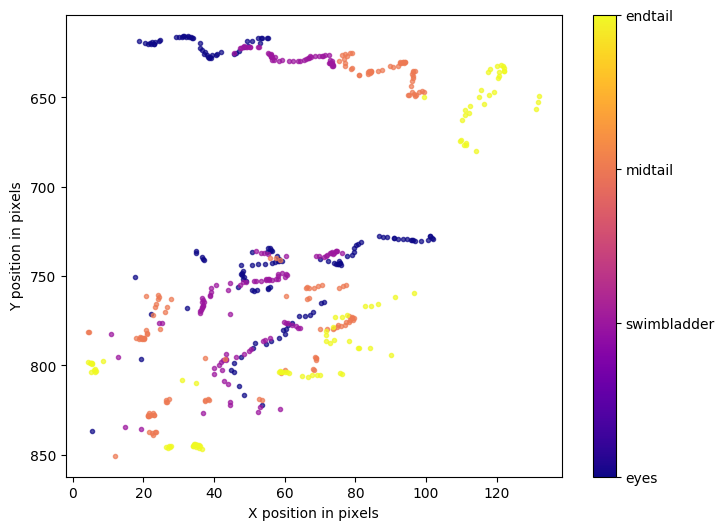 650
700
750
800
850
Y position in pixels
0
20
40
60
80
100
120
X position in pixels
endtail
midtail
swimbladder
eyes